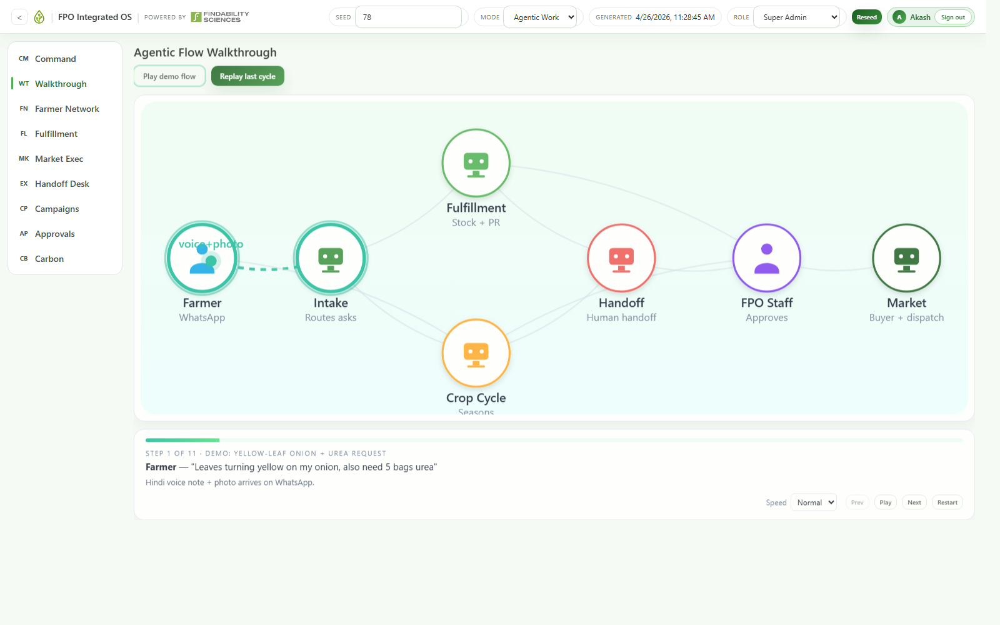 <
FPO Integrated OS
POWERED BY
FINDABILITY
SCIENCES
SEED
78
MODE
Agentic Work
GENERATED 4/26/2026, 11:28:45 AM
ROLE
Super Admin
Reseed
A
Akash
Sign out
CM Command
WT Walkthrough
FN Farmer Network
FL Fulfillment
MK Market Exec
EX Handoff Desk
CP Campaigns
AP Approvals
CB Carbon
Agentic Flow Walkthrough
Play demo flow
Replay last cycle
Fulfillment
Stock + PR
voice+photo
Farmer
WhatsApp
Intake
Routes asks
Handoff
Human handoff
FPO Staff
Approves
Market
Buyer + dispatch
Crop Cycle
Seasons
STEP 1 OF 11 · DEMO: YELLOW-LEAF ONION + UREA REQUEST
Farmer — "Leaves turning yellow on my onion, also need 5 bags urea"
Hindi voice note + photo arrives on WhatsApp.
Speed
Normal
Prev
Play
Next
Restart